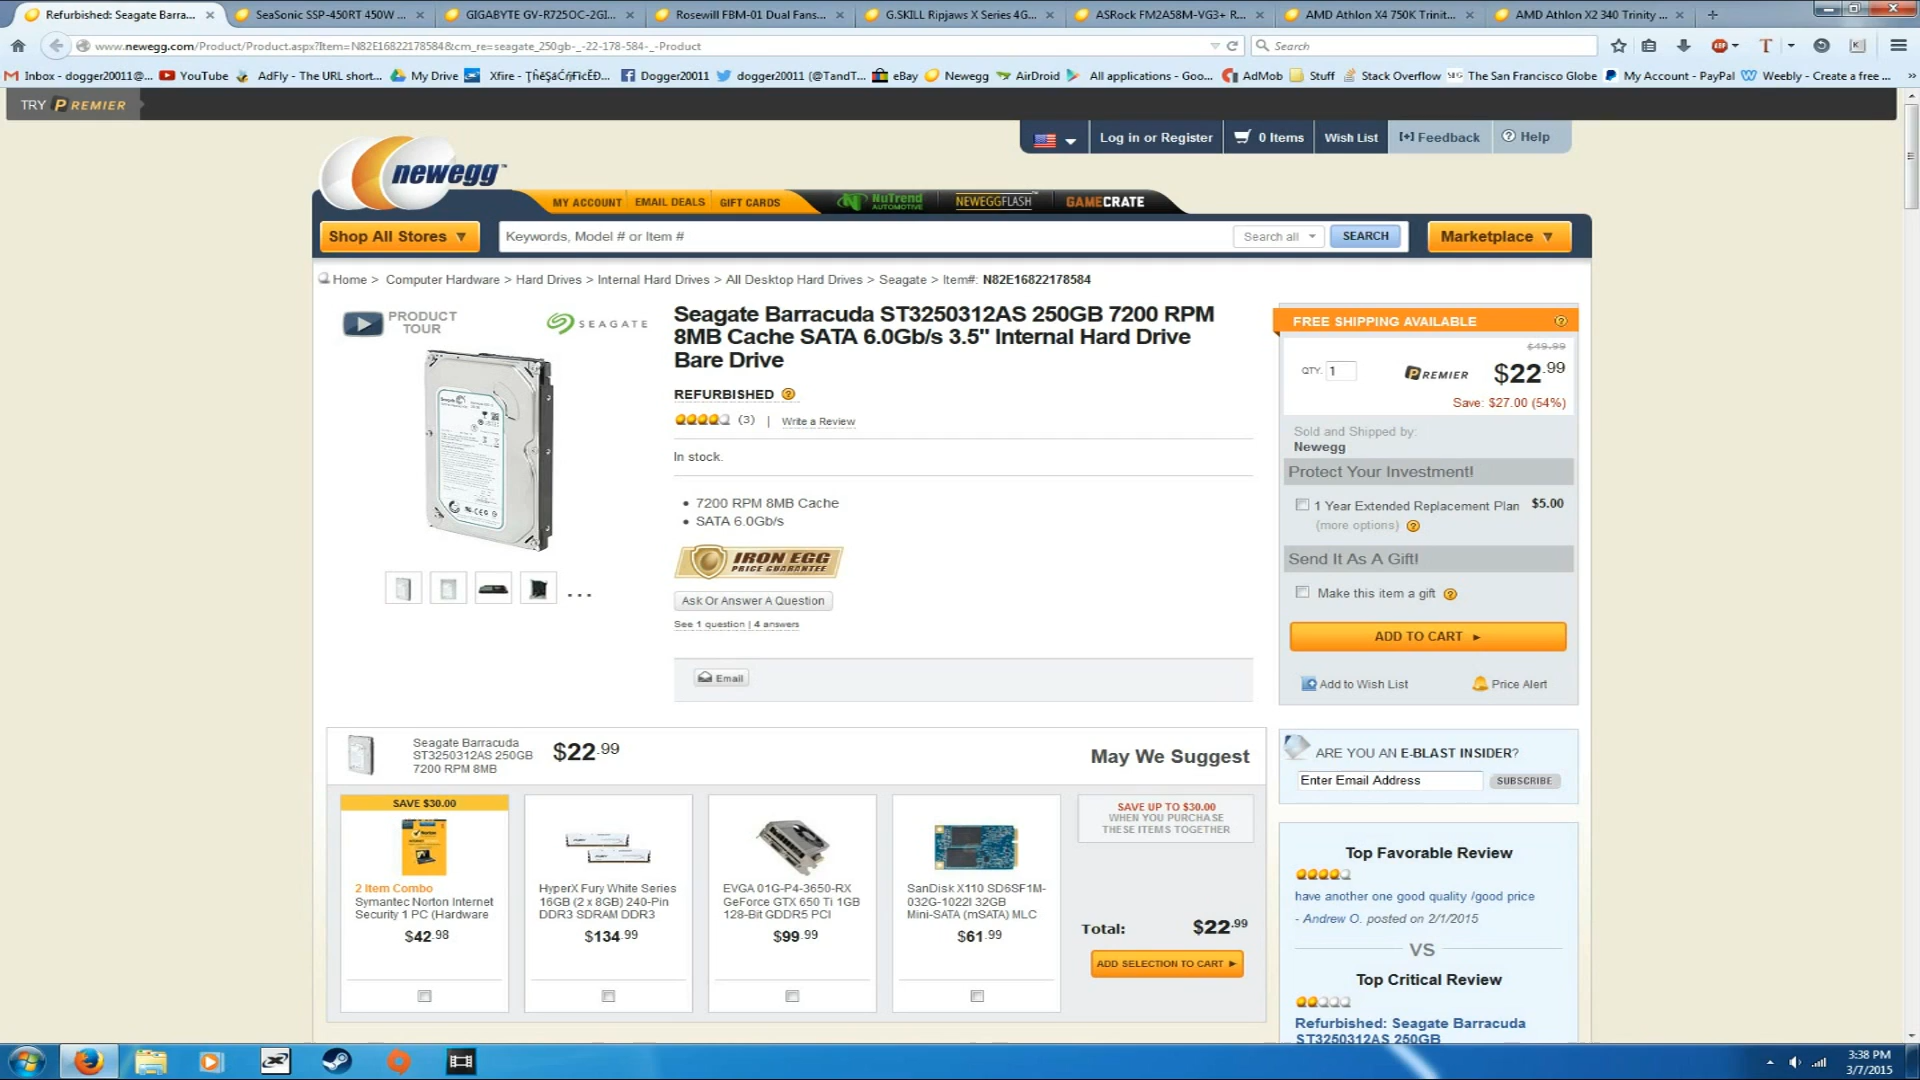 Refurbished: Seagate Barra...
SeaSonic SSP-450RT 450W ...
GIGABYTE GV-R725OC-2GI...
Rosewill FBM-01 Dual Fans...
G.SKILL Ripjaws X Series 4G...
ASRock FM2A58M-VG3+ R...
AMD Athlon X4 750K Trinit...
AMD Athlon X2 340 Trinity ...
www.newegg.com/Product/Product.aspx?Item=N82E16822178584&cm_re=seagate_250gb-_-22-178-584-_-Product
Search
Inbox - dogger20011@...
YouTube
AdFly - The URL short...
My Drive
Dogger20011
dogger20011 (@TandT...
eBay
Newegg
AirDroid
All applications - Goo...
AdMob
Stuff
Stack Overflow
The San Francisco Globe
My Account - PayPal
Weebly - Create a free ...
TRY PREMIER
Log in or Register
0 Items
Wish List
[+] Feedback
Help
newegg
MY ACCOUNT
EMAIL DEALS
GIFT CARDS
NUTREND AUTOMOTIVE
NEWEGGFLASH
GAMECRATE
Shop All Stores
Keywords, Model # or Item #
Search all
SEARCH
Marketplace
Home > Computer Hardware > Hard Drives > Internal Hard Drives > All Desktop Hard Drives > Seagate > Item#: N82E16822178584
PRODUCT TOUR
SEAGATE
Seagate Barracuda ST3250312AS 250GB 7200 RPM
8MB Cache SATA 6.0Gb/s 3.5" Internal Hard Drive
Bare Drive
REFURBISHED
(3) | Write a Review
In stock.
• 7200 RPM 8MB Cache
• SATA 6.0Gb/s
IRON EGG
PRICE GUARANTEE
Ask Or Answer A Question
See 1 question | 4 answers
Email
FREE SHIPPING AVAILABLE
$49.99
QTY. 1
PREMIER
$22.99
Save: $27.00 (54%)
Sold and Shipped by:
Newegg
Protect Your Investment!
1 Year Extended Replacement Plan $5.00
(more options)
Send It As A Gift!
Make this item a gift
ADD TO CART
Add to Wish List
Price Alert
Seagate Barracuda
ST3250312AS 250GB
7200 RPM 8MB
$22.99
May We Suggest
SAVE $30.00
2 Item Combo
Symantec Norton Internet
Security 1 PC (Hardware
$42.98
HyperX Fury White Series
16GB (2 x 8GB) 240-Pin
DDR3 SDRAM DDR3
$134.99
EVGA 01G-P4-3650-RX
GeForce GTX 650 Ti 1GB
128-Bit GDDR5 PCI
$99.99
SanDisk X110 SD6SF1M-
032G-1022I 32GB
Mini-SATA (mSATA) MLC
$61.99
SAVE UP TO $30.00
WHEN YOU PURCHASE
THESE ITEMS TOGETHER
Total: $22.99
ADD SELECTION TO CART
ARE YOU AN E-BLAST INSIDER?
Enter Email Address
SUBSCRIBE
Top Favorable Review
have another one good quality /good price
- Andrew O. posted on 2/1/2015
VS
Top Critical Review
Refurbished: Seagate Barracuda
ST3250312AS 250GB
3:38 PM
3/7/2015